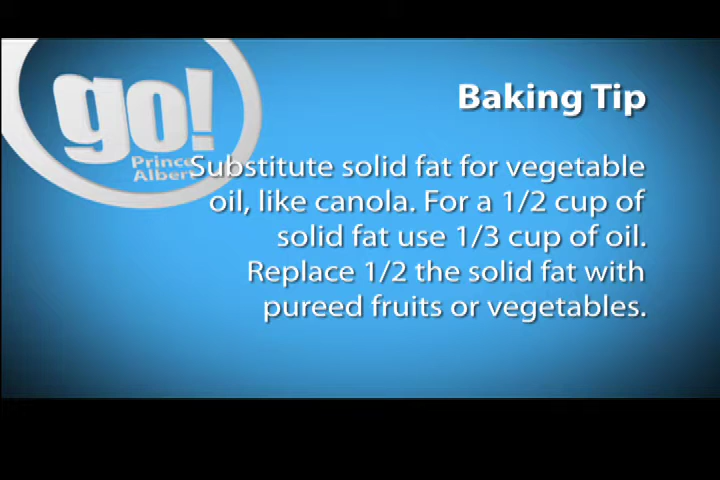 go!
Prince
Albert
Baking Tip
Substitute solid fat for vegetable
oil, like canola. For a 1/2 cup of
solid fat use 1/3 cup of oil.
Replace 1/2 the solid fat with
pureed fruits or vegetables.